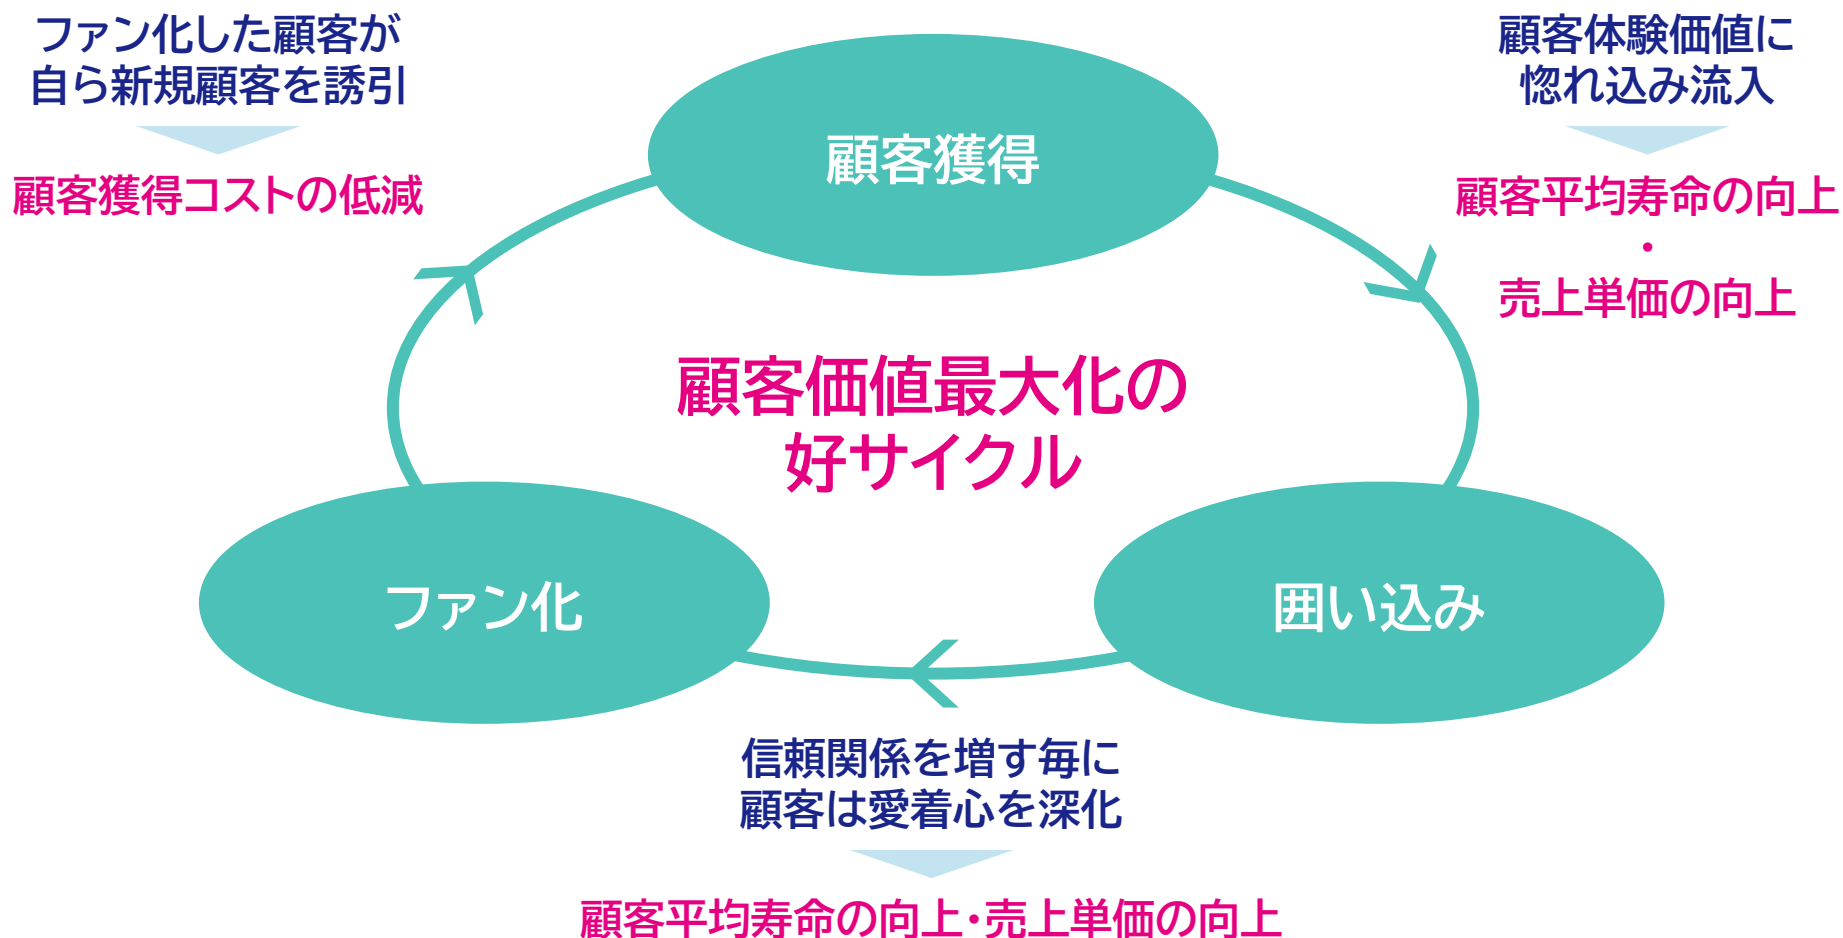 ファン化した顧客が
自ら新規顧客を誘引
顧客獲得コストの低減
顧客獲得
顧客体験価値に
惚れ込み流入
顧客平均寿命の向上
・
売上単価の向上
顧客価値最大化の
好サイクル
ファン化
囲い込み
信頼関係を増す毎に
顧客は愛着心を深化
顧客平均寿命の向上・売上単価の向上